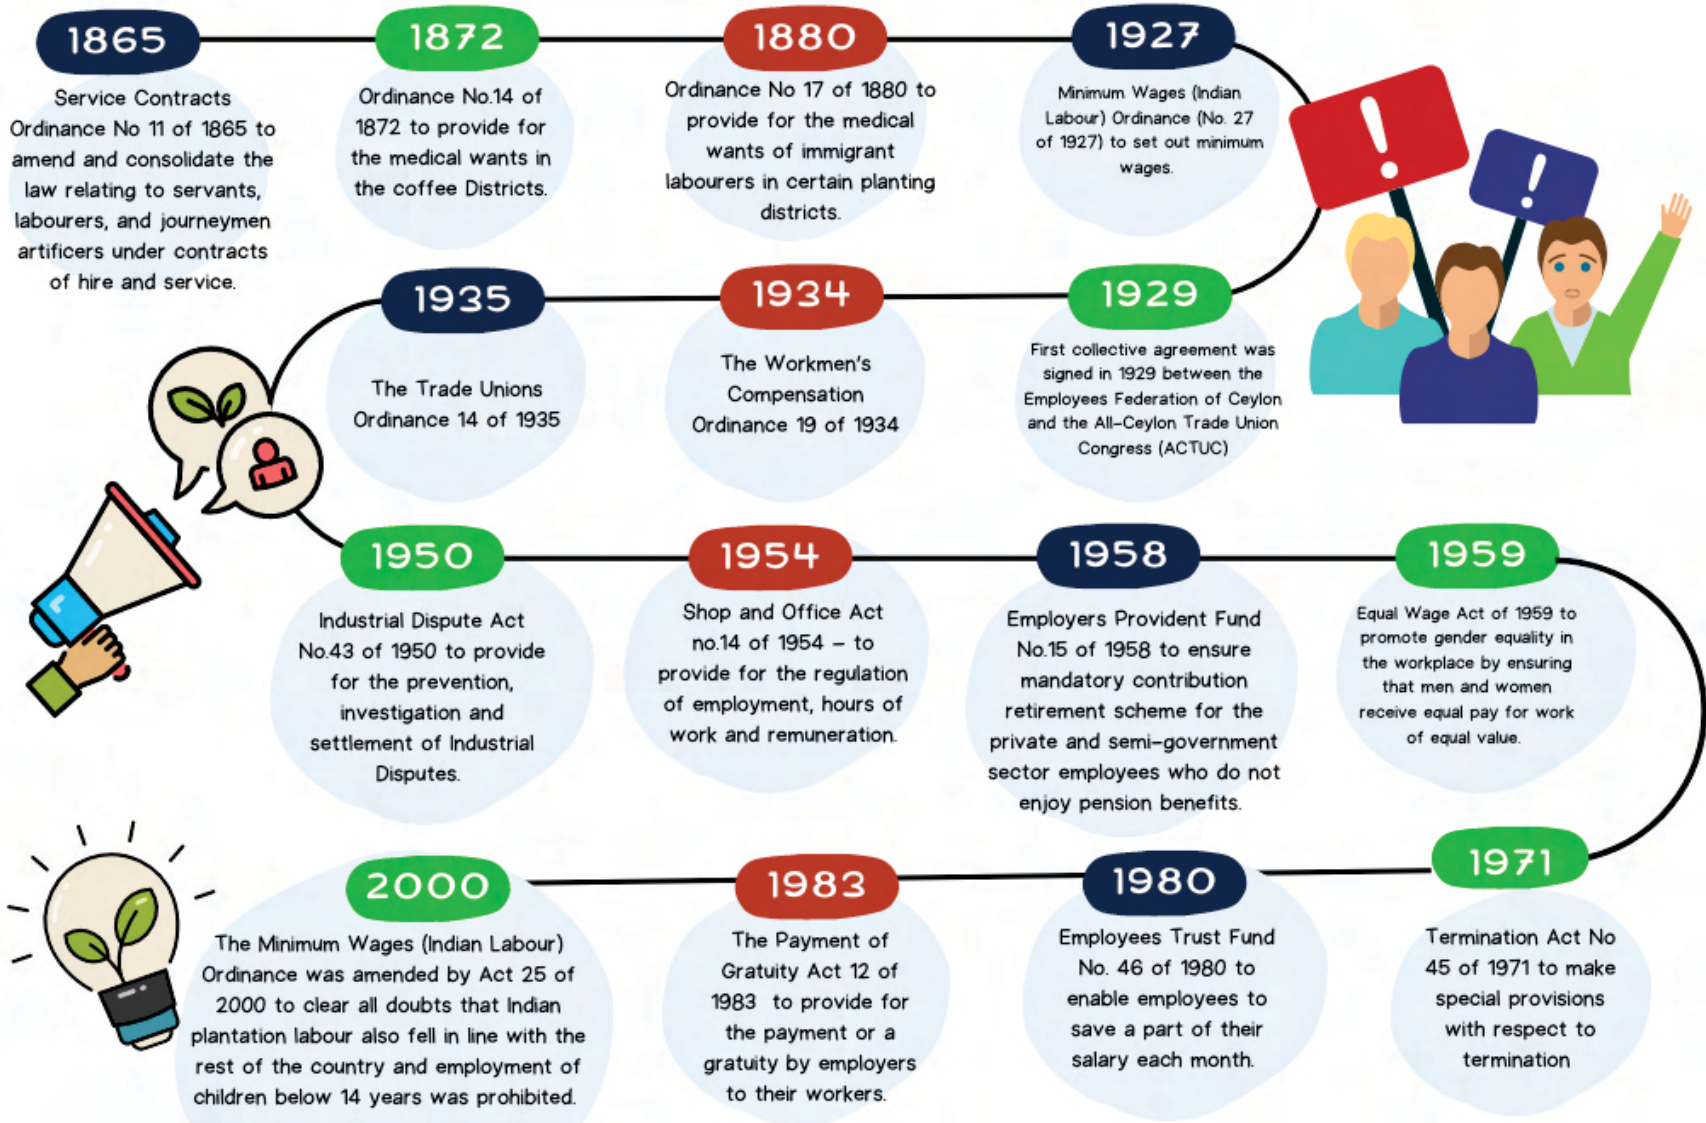 1865
Service Contracts
Ordinance No 11 of 1865 to
amend and consolidate the
law relating to servants,
labourers, and journeymen
artificers under contracts
of hire and service.
1872
Ordinance No.14 of
1872 to provide for
the medical wants in
the coffee Districts.
1880
Ordinance No 17 of 1880 to
provide for the medical
wants of immigrant
labourers in certain planting
districts.
1927
Minimum Wages (Indian
Labour) Ordinance (No. 27
of 1927) to set out minimum
wages.
!
!
1929
First collective agreement was
signed in 1929 between the
Employees Federation of Ceylon
and the All-Ceylon Trade Union
Congress (ACTUC)
1934
The Workmen's
Compensation
Ordinance 19 of 1934
1935
The Trade Unions
Ordinance 14 of 1935
1950
Industrial Dispute Act
No.43 of 1950 to provide
for the prevention,
investigation and
settlement of Industrial
Disputes.
1954
Shop and Office Act
no.14 of 1954 – to
provide for the regulation
of employment, hours of
work and remuneration.
1958
Employers Provident Fund
No.15 of 1958 to ensure
mandatory contribution
retirement scheme for the
private and semi-government
sector employees who do not
enjoy pension benefits.
1959
Equal Wage Act of 1959 to
promote gender equality in
the workplace by ensuring
that men and women
receive equal pay for work
of equal value.
1971
Termination Act No
45 of 1971 to make
special provisions
with respect to
termination
1980
Employees Trust Fund
No. 46 of 1980 to
enable employees to
save a part of their
salary each month.
1983
The Payment of
Gratuity Act 12 of
1983 to provide for
the payment or a
gratuity by employers
to their workers.
2000
The Minimum Wages (Indian Labour)
Ordinance was amended by Act 25 of
2000 to clear all doubts that Indian
plantation labour also fell in line with the
rest of the country and employment of
children below 14 years was prohibited.